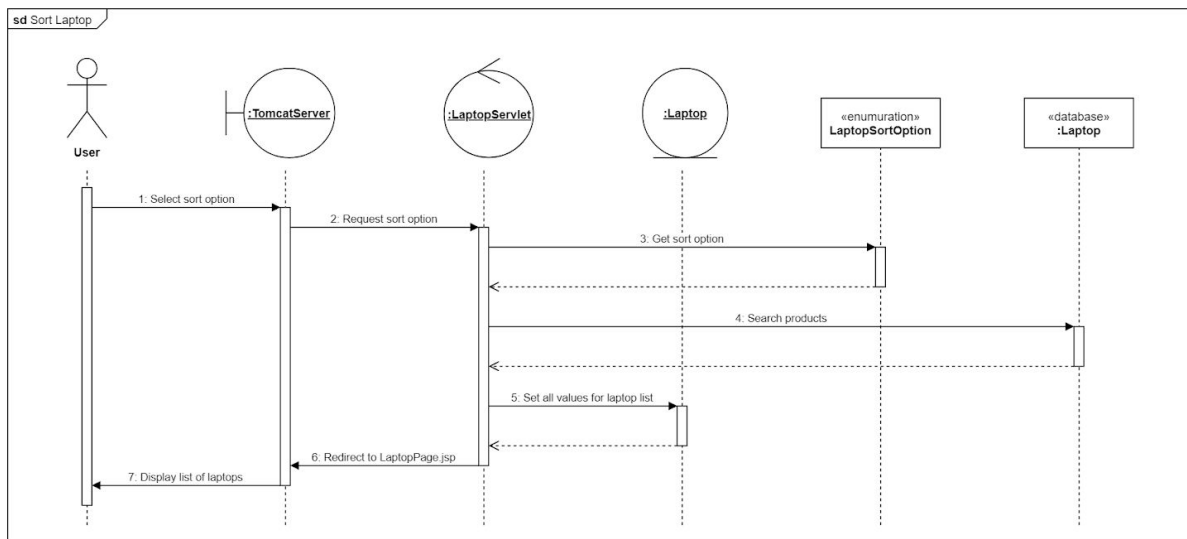 sd Sort Laptop
:TomcatServer
:LaptopServlet
:Laptop
«enumuration»
LaptopSortOption
«database»
:Laptop
User
1: Select sort option
2: Request sort option
3: Get sort option
4: Search products
5: Set all values for laptop list
6: Redirect to LaptopPage.jsp
7: Display list of laptops